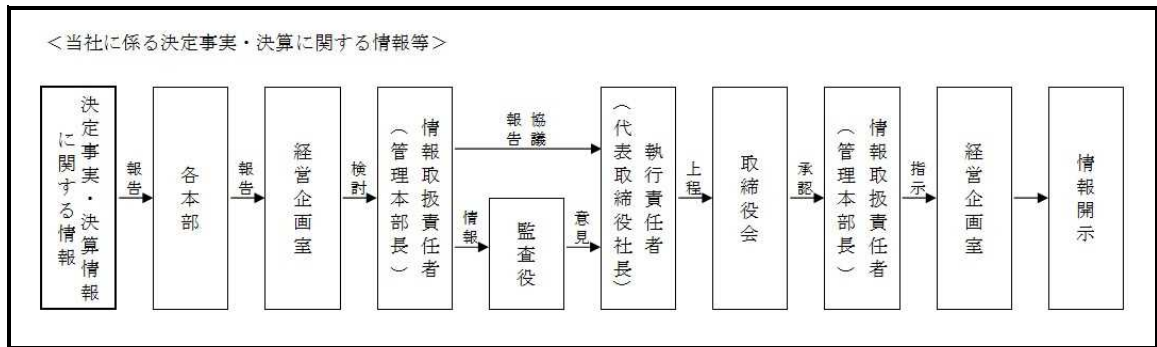 ＜当社に係る決定事実・決算に関する情報等＞
決定事実・決算情報
に関する情報
報告
各本部
報告
経営企画室
検討
情報取扱責任者
（管理本部長）
協議
報告
情報
監査役
意見
執行責任者
（代表取締役社長）
上程
取締役会
承認
情報取扱責任者
（管理本部長）
指示
経営企画室
情報開示